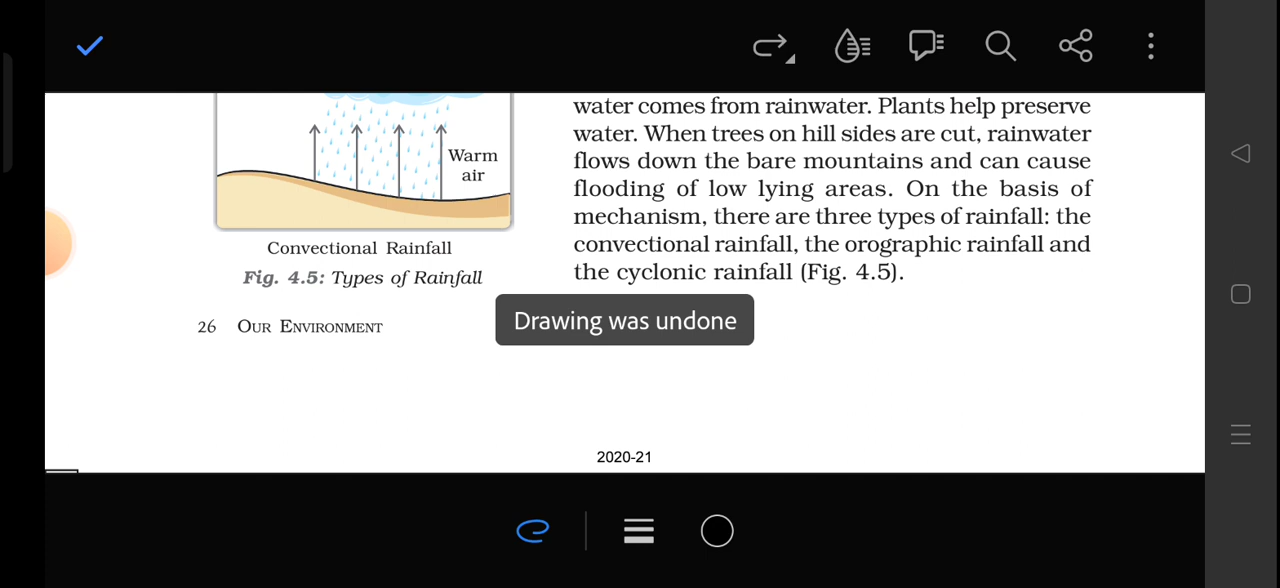 Warm
air
Convectional Rainfall
Fig. 4.5: Types of Rainfall
26 OUR ENVIRONMENT
water comes from rainwater. Plants help preserve
water. When trees on hill sides are cut, rainwater
flows down the bare mountains and can cause
flooding of low lying areas. On the basis of
mechanism, there are three types of rainfall: the
convectional rainfall, the orographic rainfall and
the cyclonic rainfall (Fig. 4.5).
Drawing was undone
2020-21